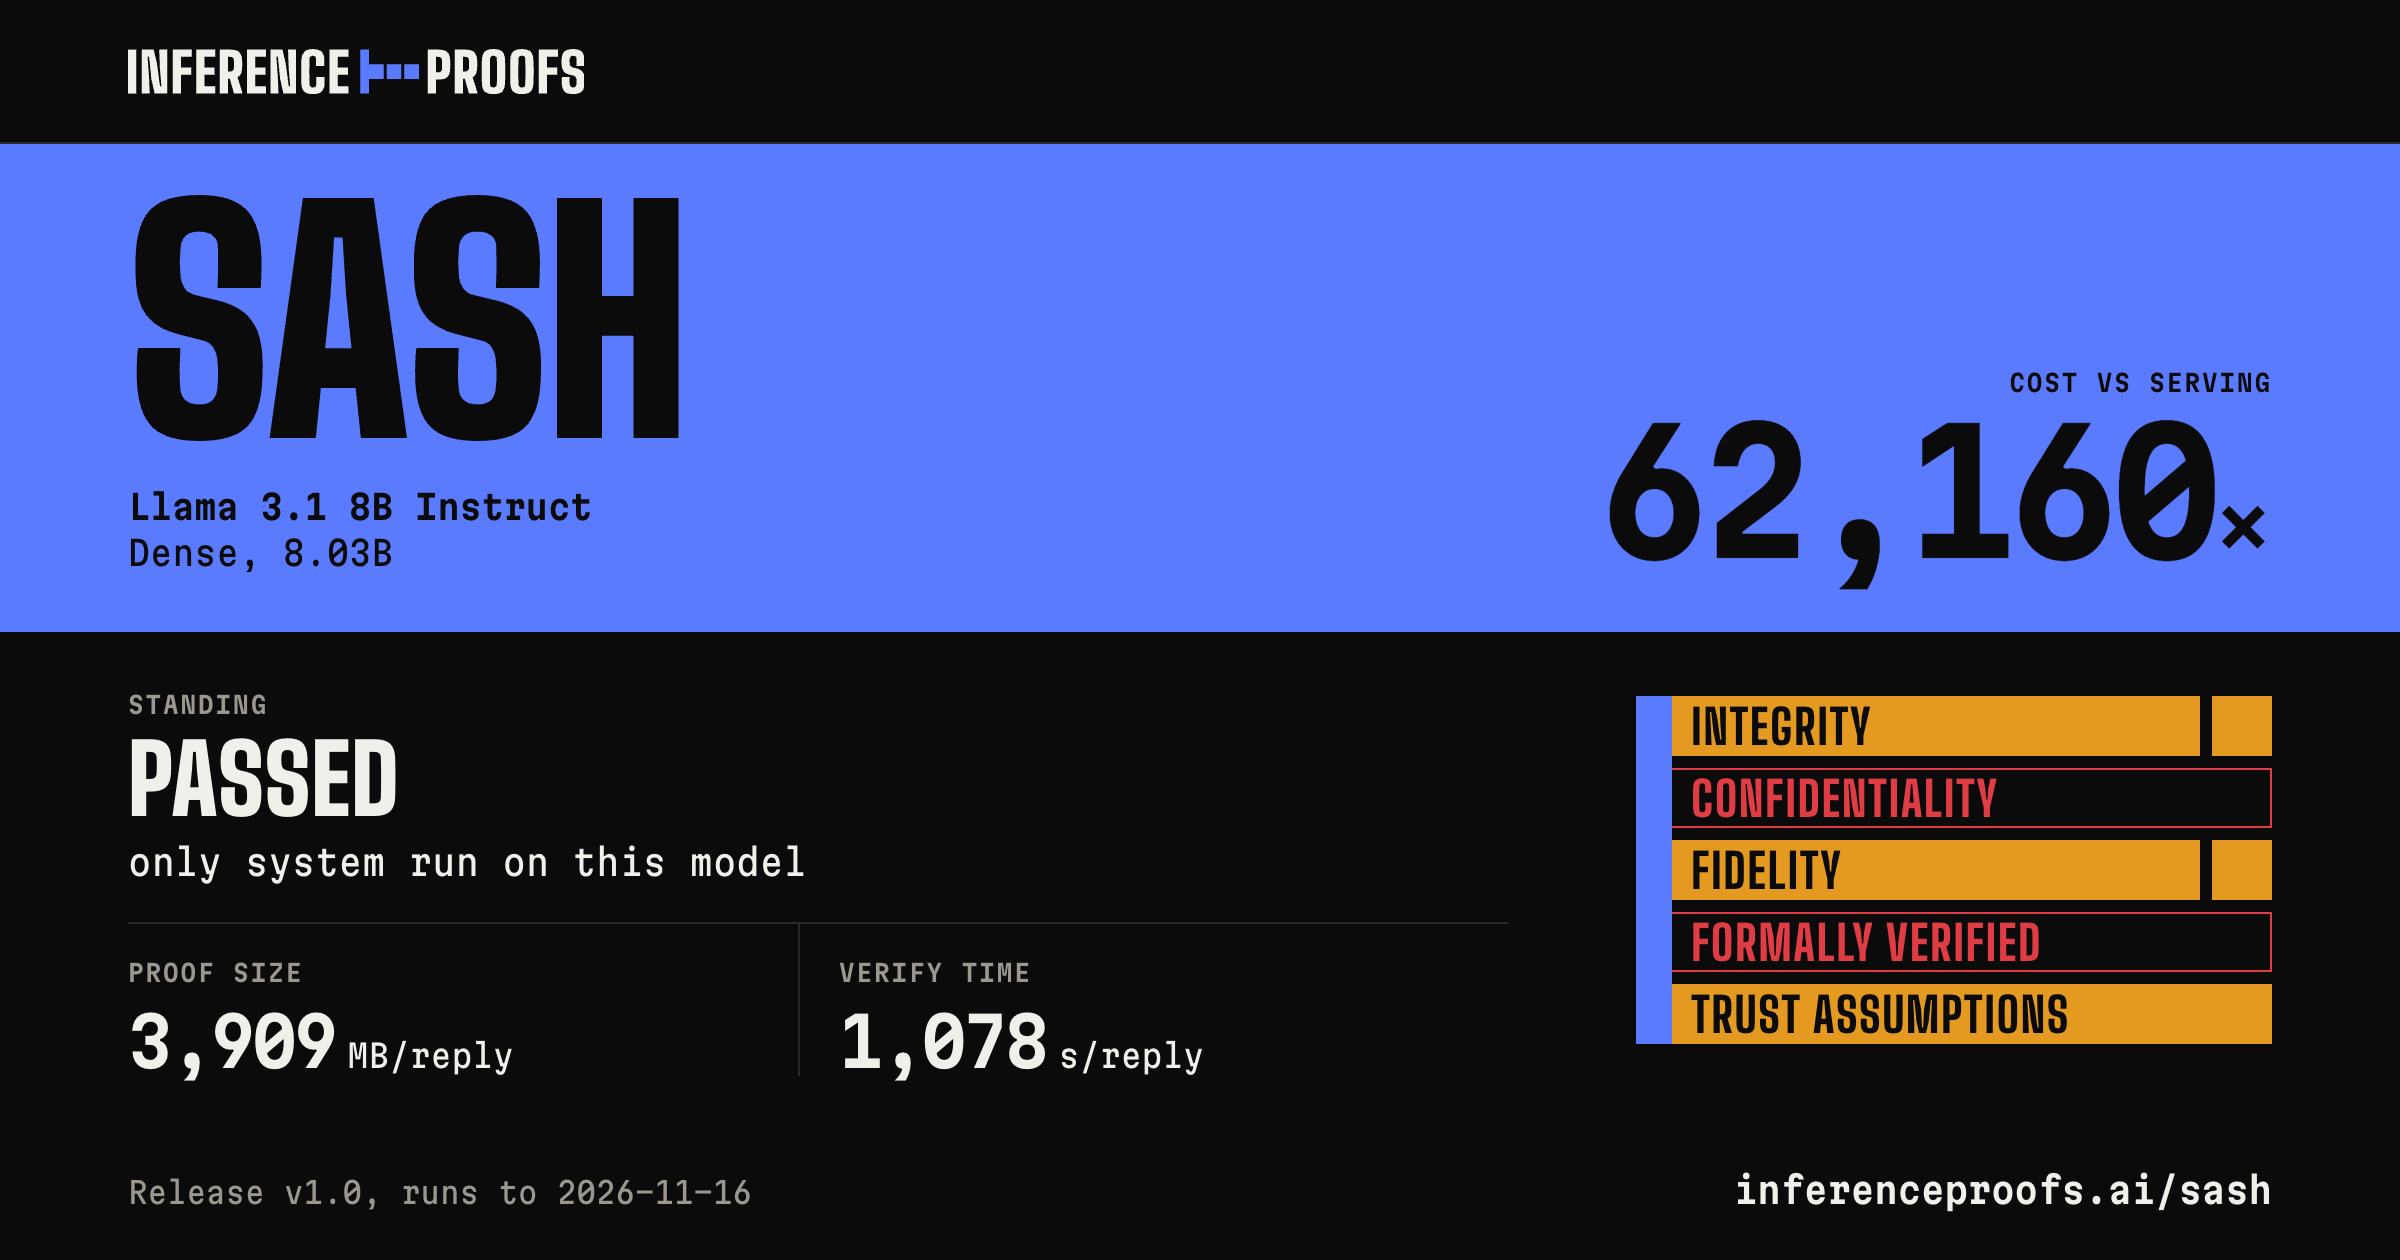 INFERENCE PROOFS
SASH
Llama 3.1 8B Instruct
Dense, 8.03B
COST VS SERVING
62,160×
STANDING
PASSED
only system run on this model
PROOF SIZE
3,909 MB/reply
VERIFY TIME
1,078 s/reply
INTEGRITY
CONFIDENTIALITY
FIDELITY
FORMALLY VERIFIED
TRUST ASSUMPTIONS
Release v1.0, runs to 2026-11-16
inferenceproofs.ai/sash